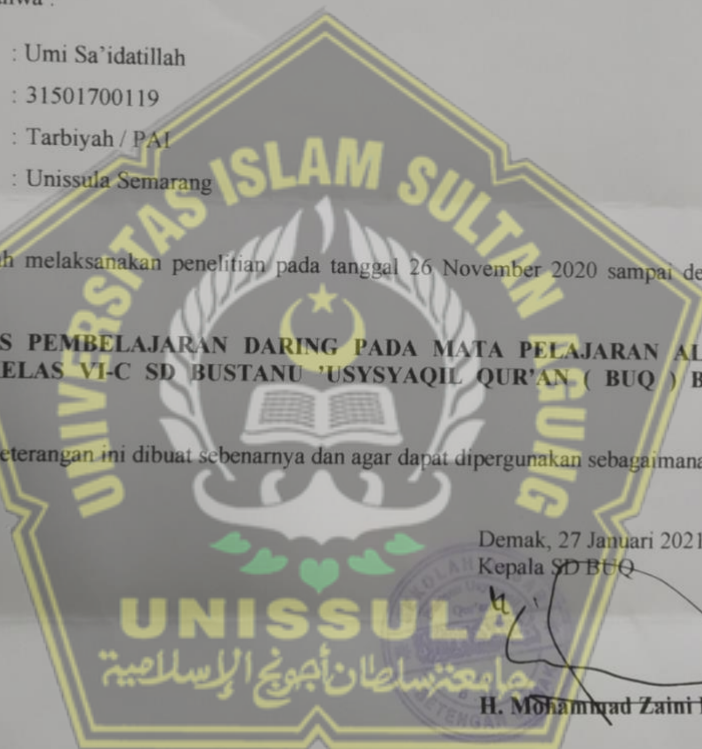 : Umi Sa'idatillah
: 31501700119
: Tarbiyah / PAI
: Unissula Semarang
melaksanakan penelitian pada tanggal 26 November 2020 sampai de
S PEMBELAJARAN DARING PADA MATA PELAJARAN AL
ELAS VI-C SD BUSTANU 'USYSYAQIL QUR'AN ( BUQ ) B
eterangan ini dibuat sebenarnya dan agar dapat dipergunakan sebagaimana
Demak, 27 Januari 2021
Kepala SD BUQ
H. Mohammad Zaini
UNIVERSITAS ISLAM SULTAN AGUNG
UNISSULA
جامعة سلطان أجونج الإسلامية